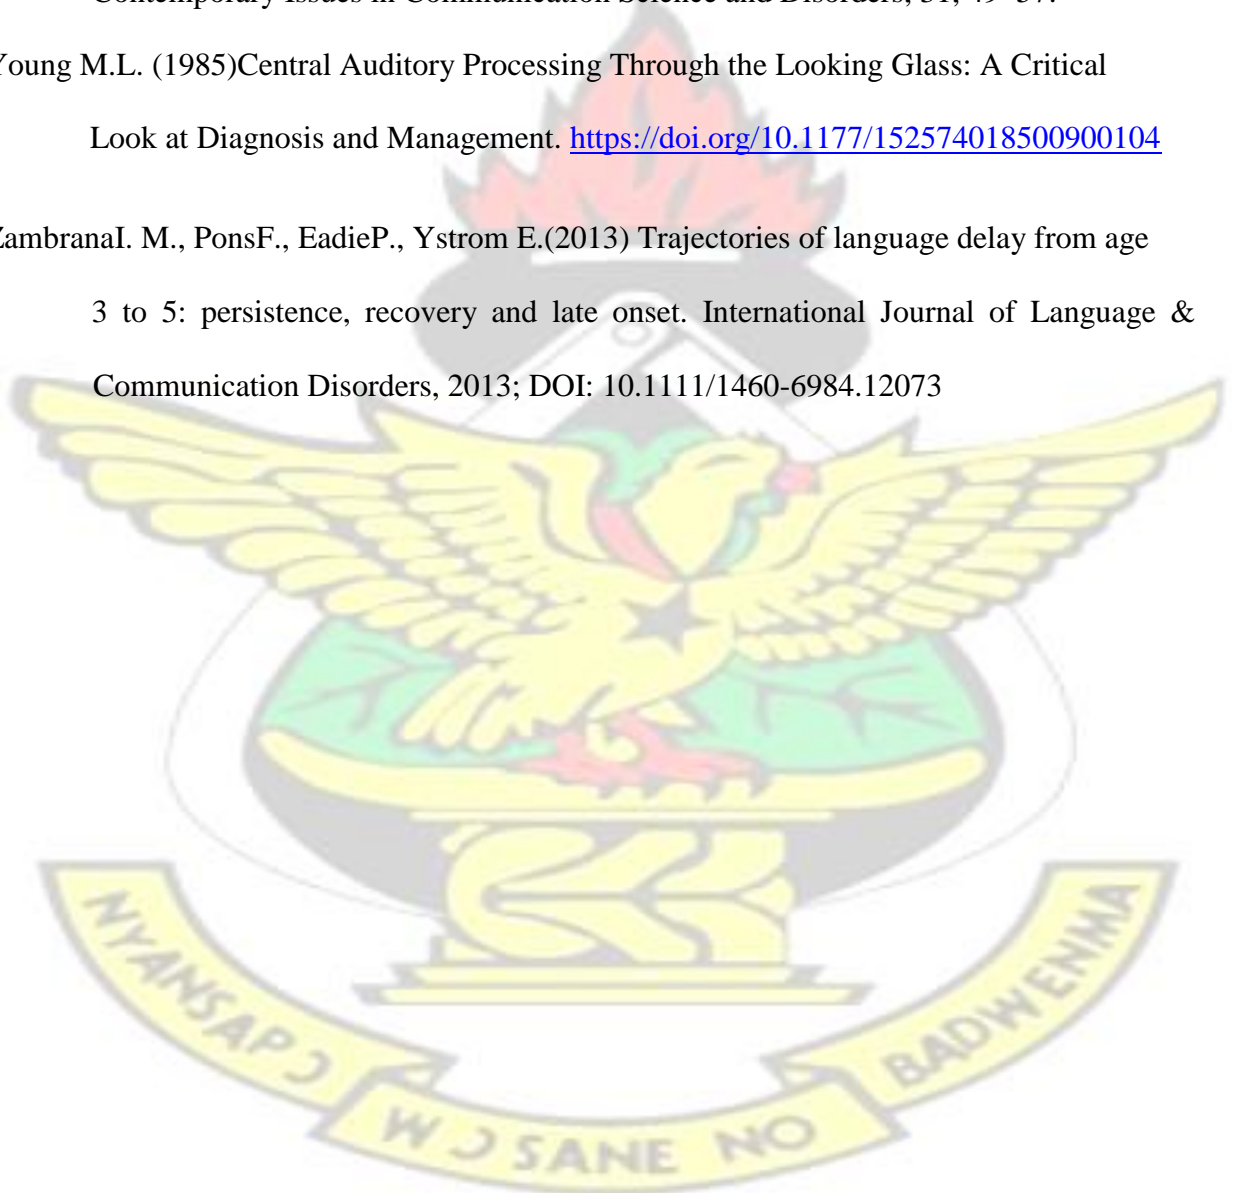 Contemporary Issues in Communication Science and Disorders, 31, 49–57.
Young M.L. (1985)Central Auditory Processing Through the Looking Glass: A Critical
Look at Diagnosis and Management. https://doi.org/10.1177/152574018500900104
ZambranaI. M., PonsF., EadieP., Ystrom E.(2013) Trajectories of language delay from age
3 to 5: persistence, recovery and late onset. International Journal of Language &
Communication Disorders, 2013; DOI: 10.1111/1460-6984.12073
NYANSAPƆ
WƆSANE NO
BADWENMA